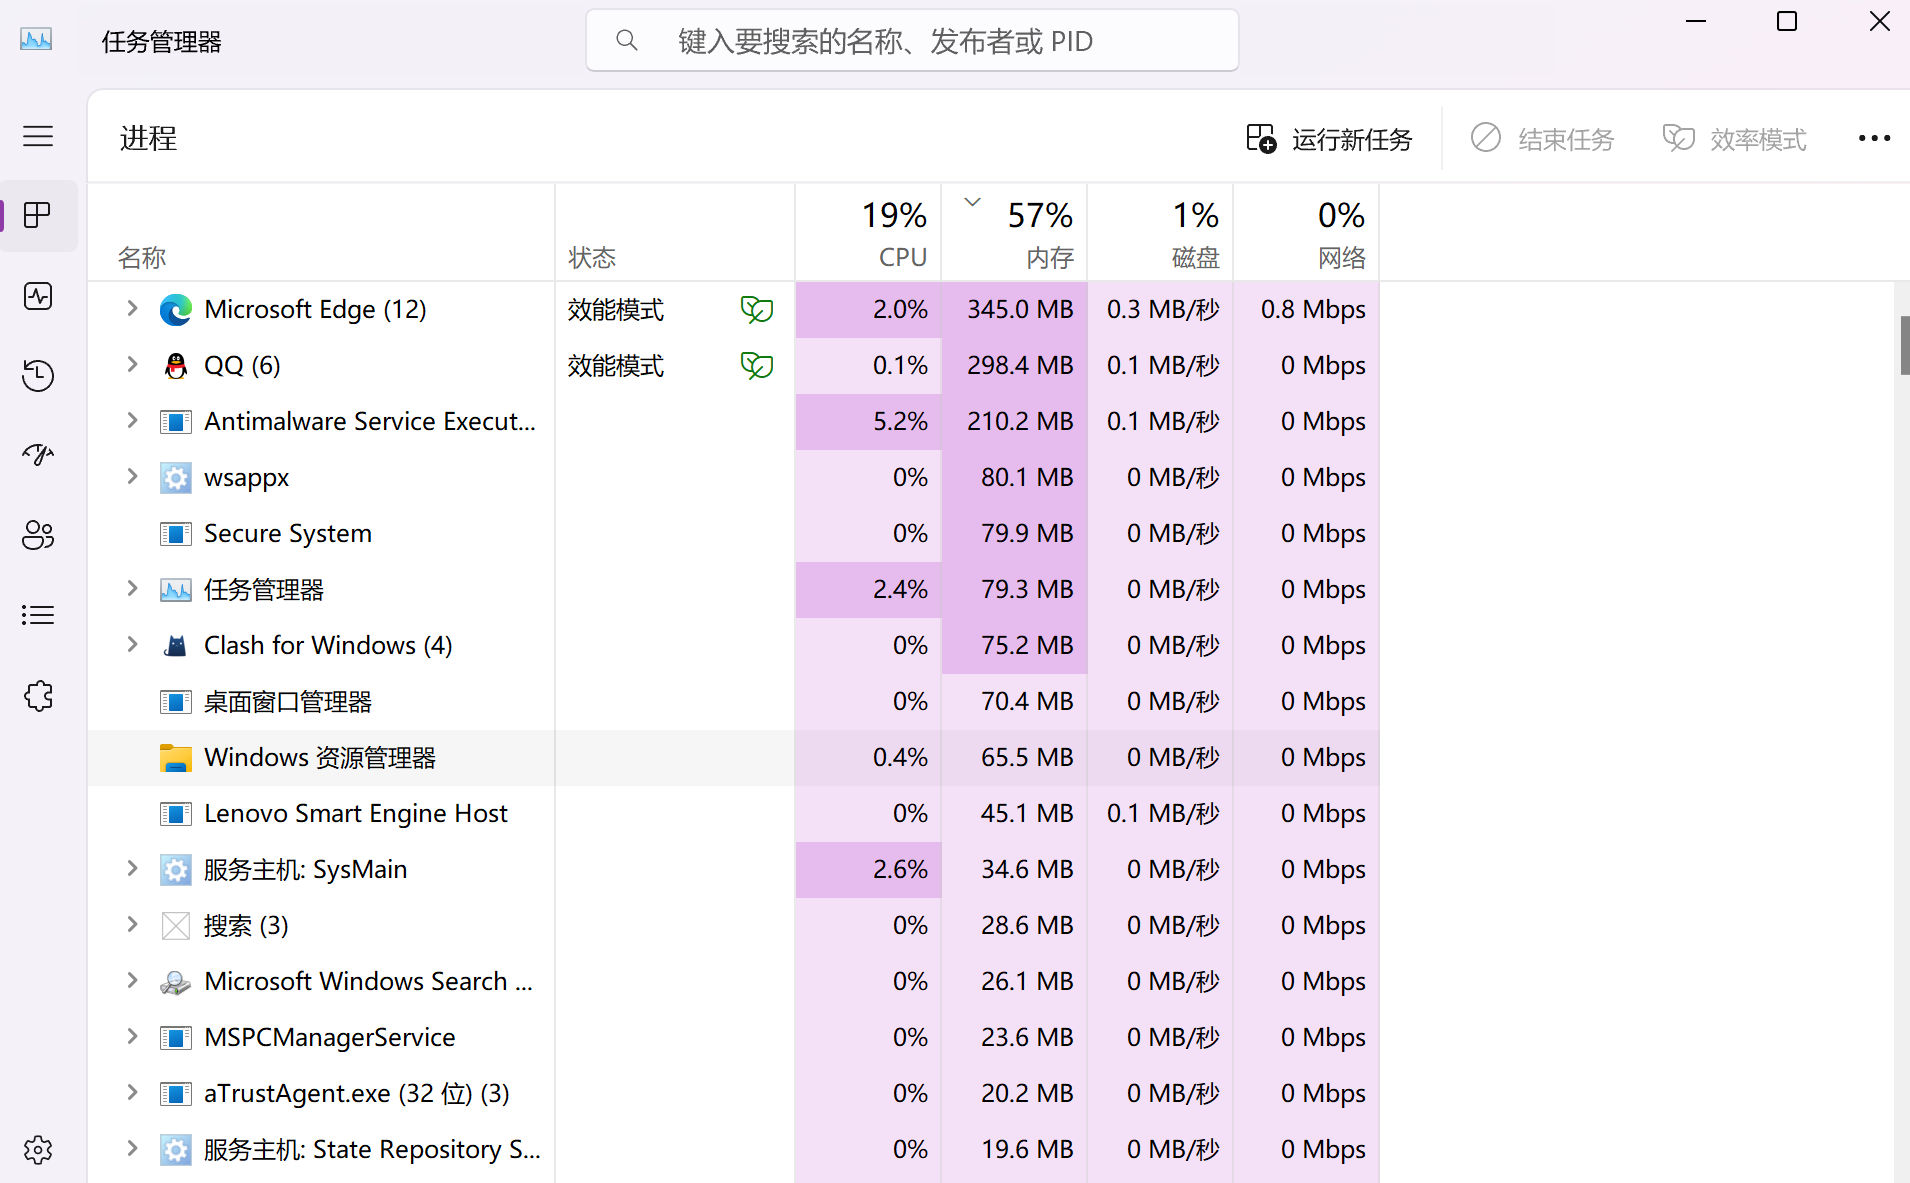 任务管理器
键入要搜索的名称、发布者或 PID
进程
运行新任务 结束任务 效率模式
19% 57% 1% 0%
名称 状态 CPU 内存 磁盘 网络
Microsoft Edge (12) 效能模式 2.0% 345.0 MB 0.3 MB/秒 0.8 Mbps
QQ (6) 效能模式 0.1% 298.4 MB 0.1 MB/秒 0 Mbps
Antimalware Service Execut... 5.2% 210.2 MB 0.1 MB/秒 0 Mbps
wsappx 0% 80.1 MB 0 MB/秒 0 Mbps
Secure System 0% 79.9 MB 0 MB/秒 0 Mbps
任务管理器 2.4% 79.3 MB 0 MB/秒 0 Mbps
Clash for Windows (4) 0% 75.2 MB 0 MB/秒 0 Mbps
桌面窗口管理器 0% 70.4 MB 0 MB/秒 0 Mbps
Windows 资源管理器 0.4% 65.5 MB 0 MB/秒 0 Mbps
Lenovo Smart Engine Host 0% 45.1 MB 0.1 MB/秒 0 Mbps
服务主机: SysMain 2.6% 34.6 MB 0 MB/秒 0 Mbps
搜索 (3) 0% 28.6 MB 0 MB/秒 0 Mbps
Microsoft Windows Search ... 0% 26.1 MB 0 MB/秒 0 Mbps
MSPCManagerService 0% 23.6 MB 0 MB/秒 0 Mbps
aTrustAgent.exe (32 位) (3) 0% 20.2 MB 0 MB/秒 0 Mbps
服务主机: State Repository S... 0% 19.6 MB 0 MB/秒 0 Mbps